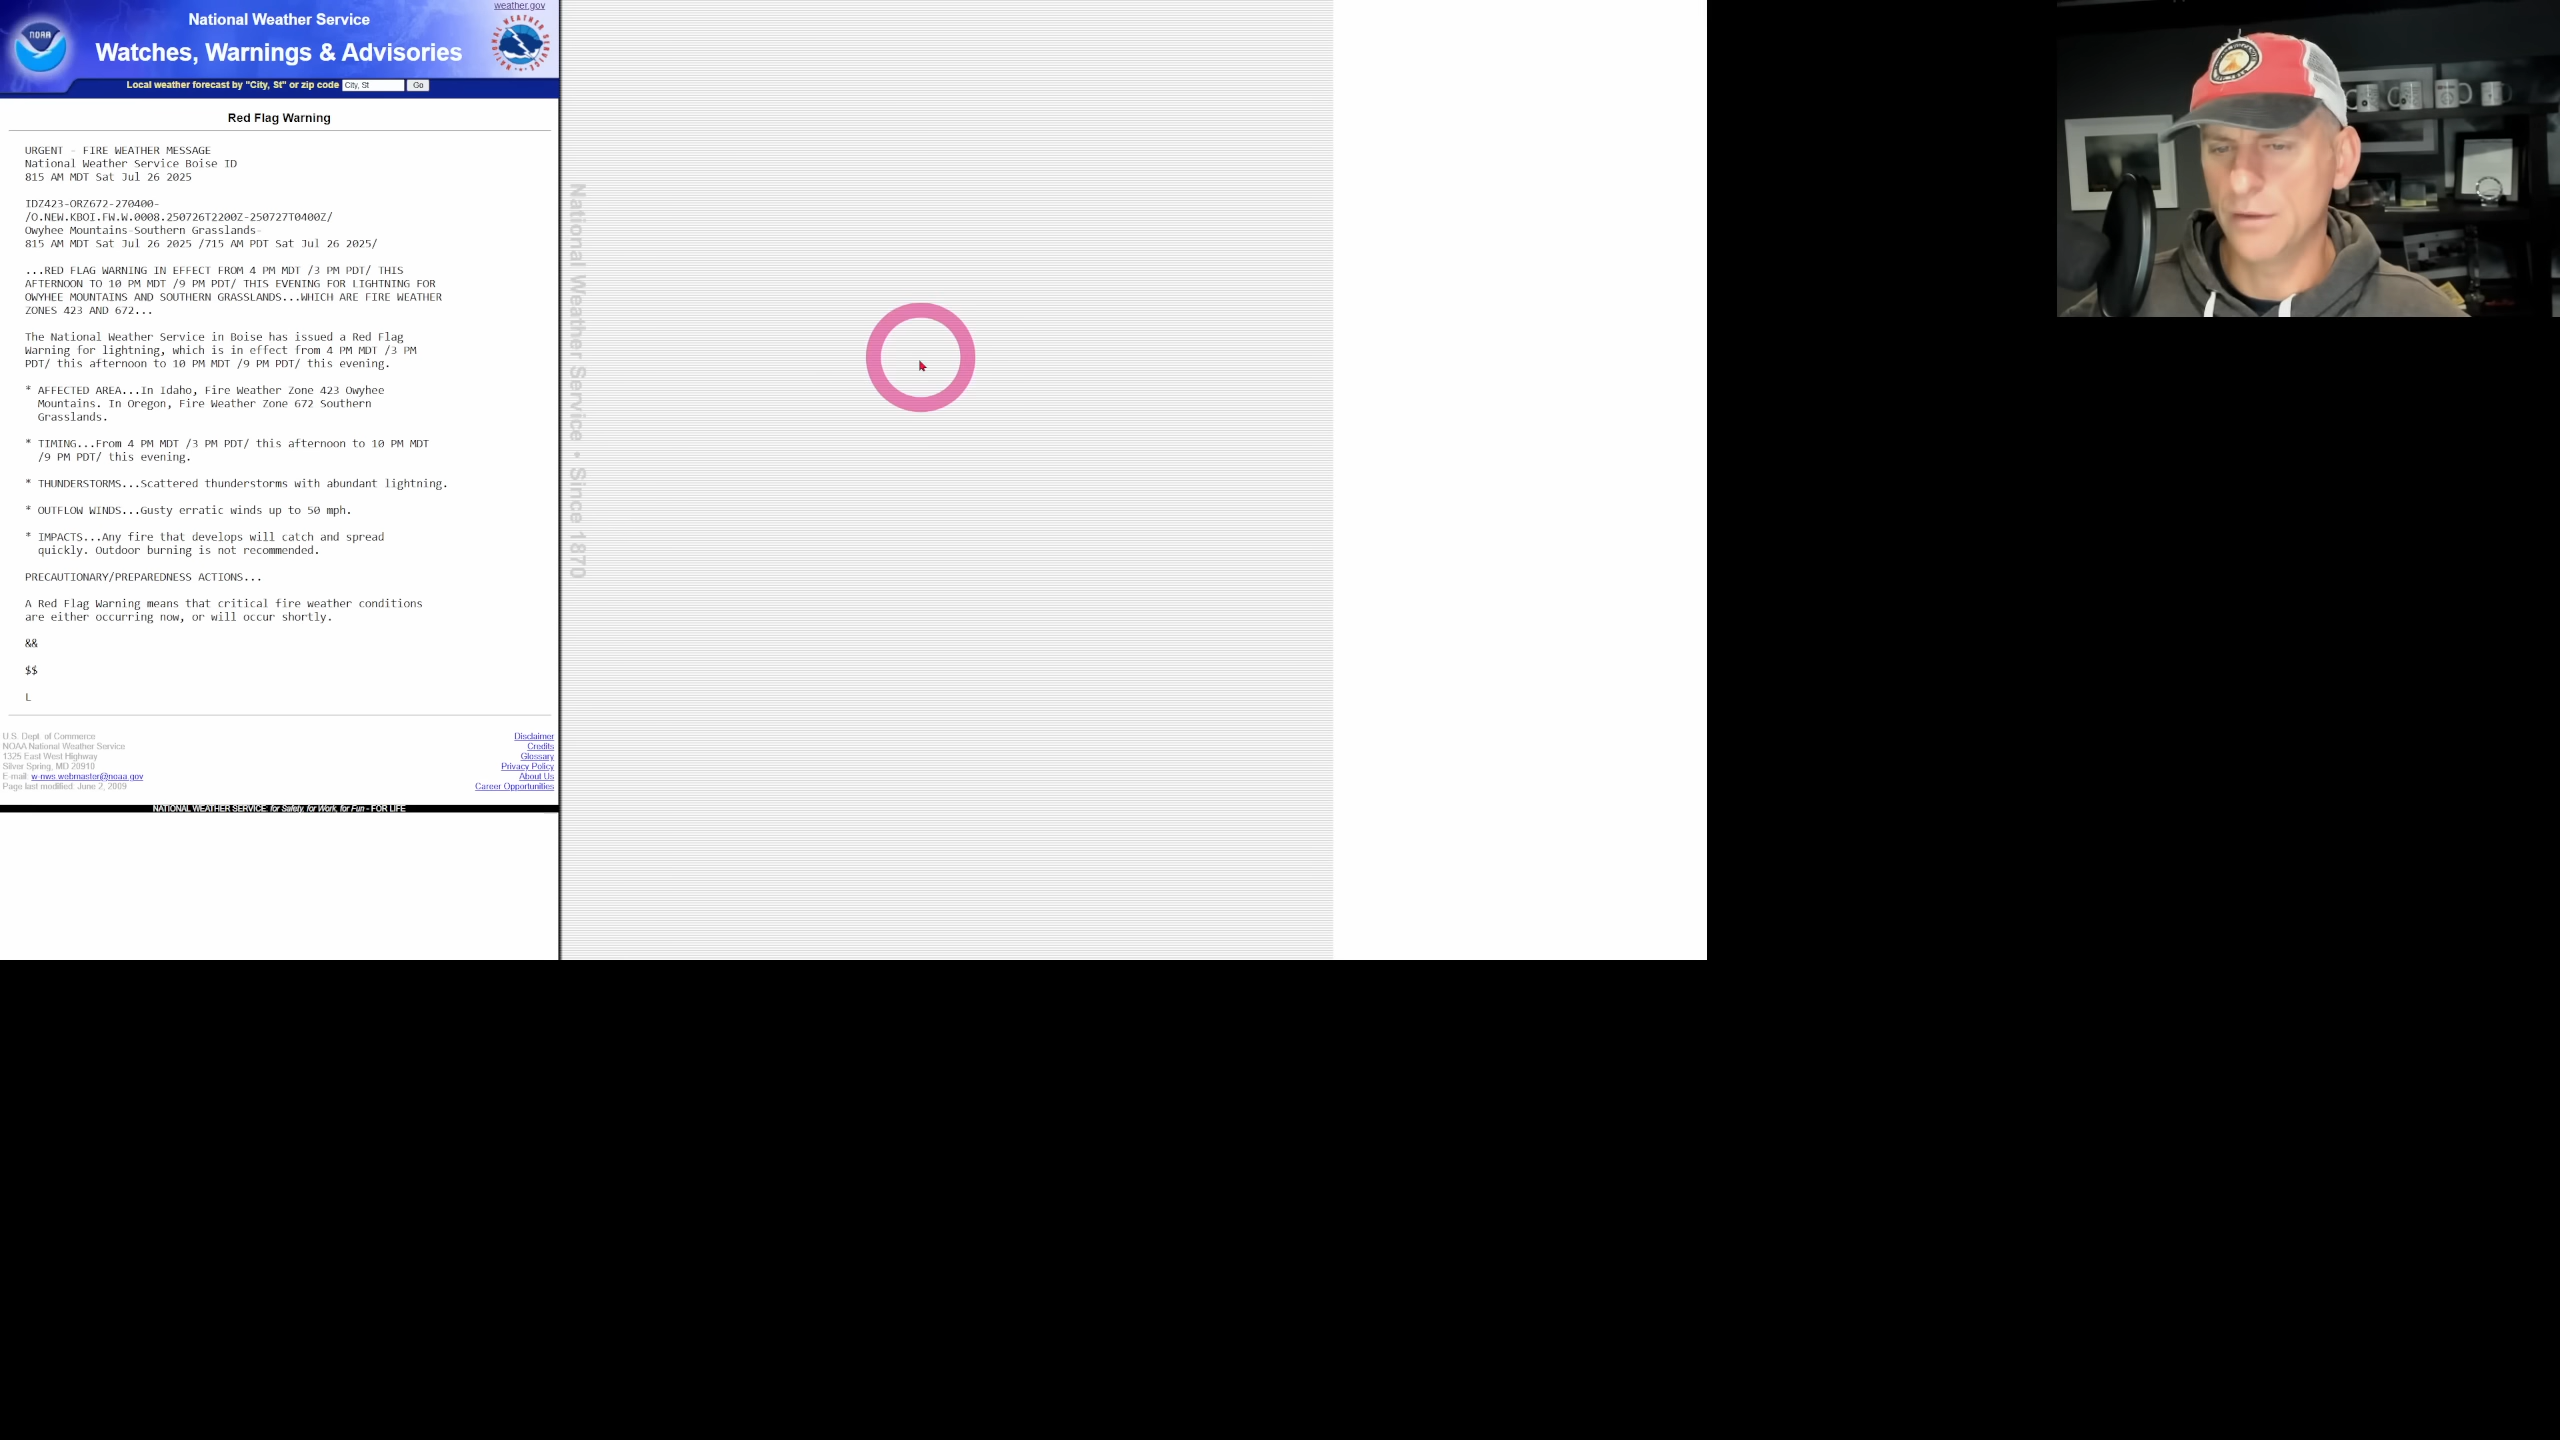 weather.gov
National Weather Service
Watches, Warnings & Advisories
NOAA
NATIONAL WEATHER SERVICE
Local weather forecast by "City, St" or zip code City, St Go
Red Flag Warning
URGENT - FIRE WEATHER MESSAGE
National Weather Service Boise ID
815 AM MDT Sat Jul 26 2025
IDZ423-ORZ672-270400-
/O.NEW.KBOI.FW.W.0008.250726T2200Z-250727T0400Z/
Owyhee Mountains-Southern Grasslands-
815 AM MDT Sat Jul 26 2025 /715 AM PDT Sat Jul 26 2025/
...RED FLAG WARNING IN EFFECT FROM 4 PM MDT /3 PM PDT/ THIS
AFTERNOON TO 10 PM MDT /9 PM PDT/ THIS EVENING FOR LIGHTNING FOR
OWYHEE MOUNTAINS AND SOUTHERN GRASSLANDS...WHICH ARE FIRE WEATHER
ZONES 423 AND 672...
The National Weather Service in Boise has issued a Red Flag
Warning for lightning, which is in effect from 4 PM MDT /3 PM
PDT/ this afternoon to 10 PM MDT /9 PM PDT/ this evening.
* AFFECTED AREA...In Idaho, Fire Weather Zone 423 Owyhee
Mountains. In Oregon, Fire Weather Zone 672 Southern
Grasslands.
* TIMING...From 4 PM MDT /3 PM PDT/ this afternoon to 10 PM MDT
/9 PM PDT/ this evening.
* THUNDERSTORMS...Scattered thunderstorms with abundant lightning.
* OUTFLOW WINDS...Gusty erratic winds up to 50 mph.
* IMPACTS...Any fire that develops will catch and spread
quickly. Outdoor burning is not recommended.
PRECAUTIONARY/PREPAREDNESS ACTIONS...
A Red Flag Warning means that critical fire weather conditions
are either occurring now, or will occur shortly.
&&
$$
L
U.S. Dept. of Commerce
NOAA National Weather Service
1325 East West Highway
Silver Spring, MD 20910
E-mail: w-nws.webmaster@noaa.gov
Page last modified: June 2, 2009
Disclaimer
Credits
Glossary
Privacy Policy
About Us
Career Opportunities
NATIONAL WEATHER SERVICE: for Safety, for Work, for Fun - FOR LIFE
National Weather Service • Since 1870